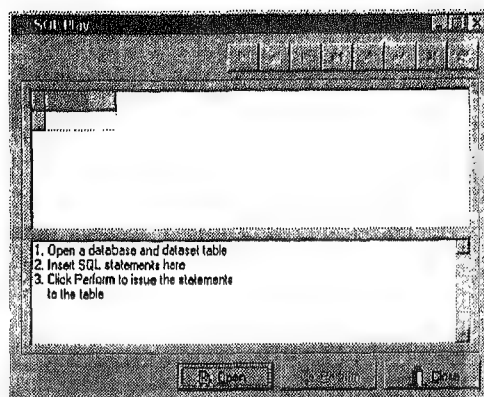 SQL Play
1. Open a database and dataset table
2. Insert SQL statements here
3. Click Perform to issue the statements
to the table
Open
Close